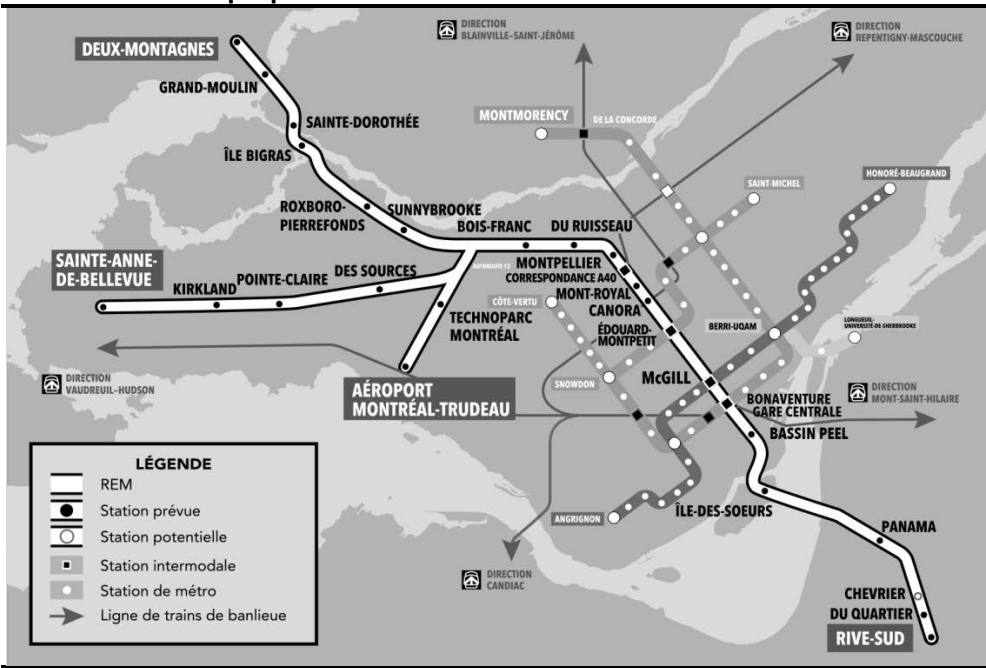 DIRECTION
BLAINVILLE–SAINT-JÉRÔME
DIRECTION
REPENTIGNY-MASCOUCHE
DEUX-MONTAGNES
GRAND-MOULIN
SAINTE-DOROTHÉE
ÎLE BIGRAS
MONTMORENCY
DE LA CONCORDE
SAINT-MICHEL
HONORÉ-BEAUGRAND
ROXBORO-
PIERREFONDS
SUNNYBROOKE
BOIS-FRANC
DU RUISSEAU
SAINTE-ANNE-
DE-BELLEVUE
KIRKLAND
POINTE-CLAIRE
DES SOURCES
AUTOROUTE 13
MONTPELLIER
CORRESPONDANCE A40
MONT-ROYAL
CANORA
TECHNOPARC
MONTRÉAL
CÔTE-VERTU
ÉDOUARD-
MONTPETIT
BERRI-UQAM
LONGUEUIL–
UNIVERSITÉ-DE-SHERBROOKE
SNOWDON
McGILL
DIRECTION
VAUDREUIL–HUDSON
AÉROPORT
MONTRÉAL-TRUDEAU
BONAVENTURE
GARE CENTRALE
DIRECTION
MONT-SAINT-HILAIRE
BASSIN PEEL
ANGRIGNON
ÎLE-DES-SOEURS
PANAMA
DIRECTION
CANDIAC
CHEVRIER
DU QUARTIER
RIVE-SUD
LÉGENDE
REM
Station prévue
Station potentielle
Station intermodale
Station de métro
Ligne de trains de banlieue